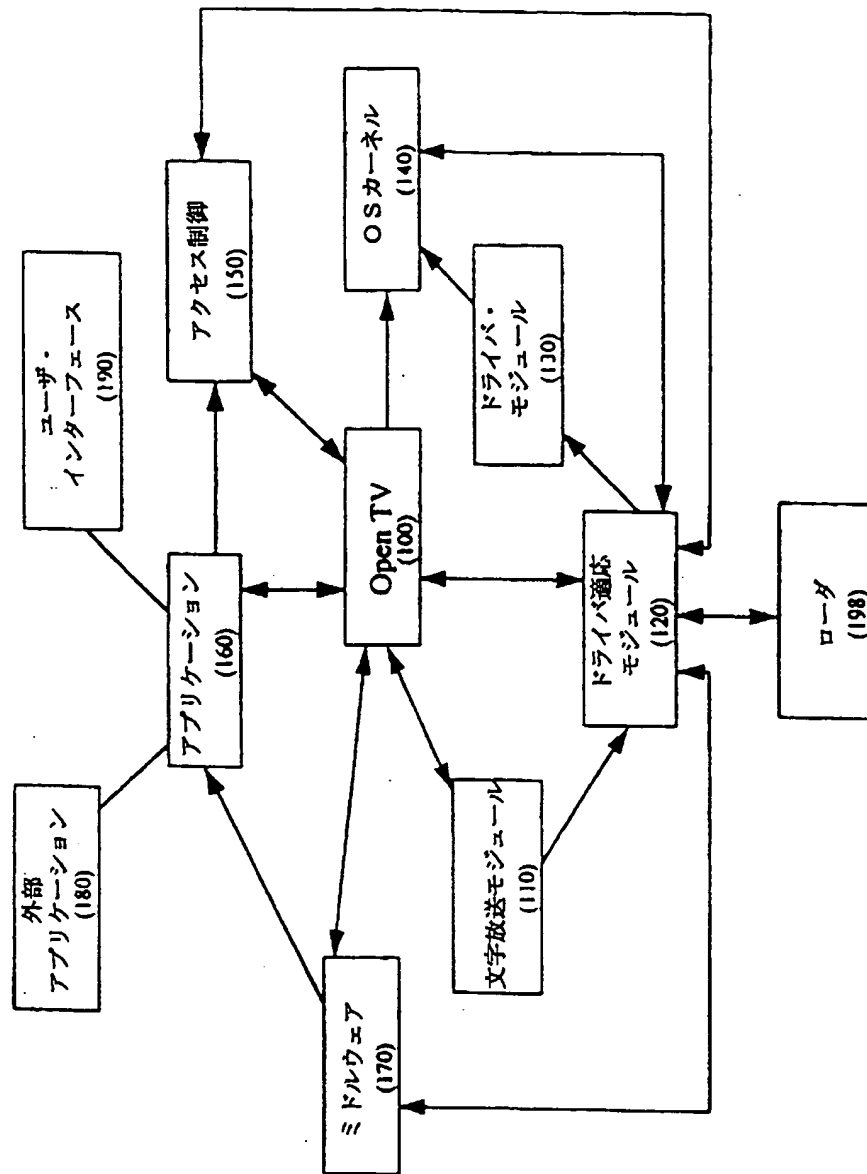 外部
アプリケーション
(180)
ユーザ・
インターフェース
(190)
アプリケーション
(160)
アクセス制御
(150)
ミドルウェア
(170)
Open TV
(100)
OSカーネル
(140)
文字放送モジュール
(110)
ドライバ・
モジュール
(130)
ドライバ適応
モジュール
(120)
ローダ
(198)